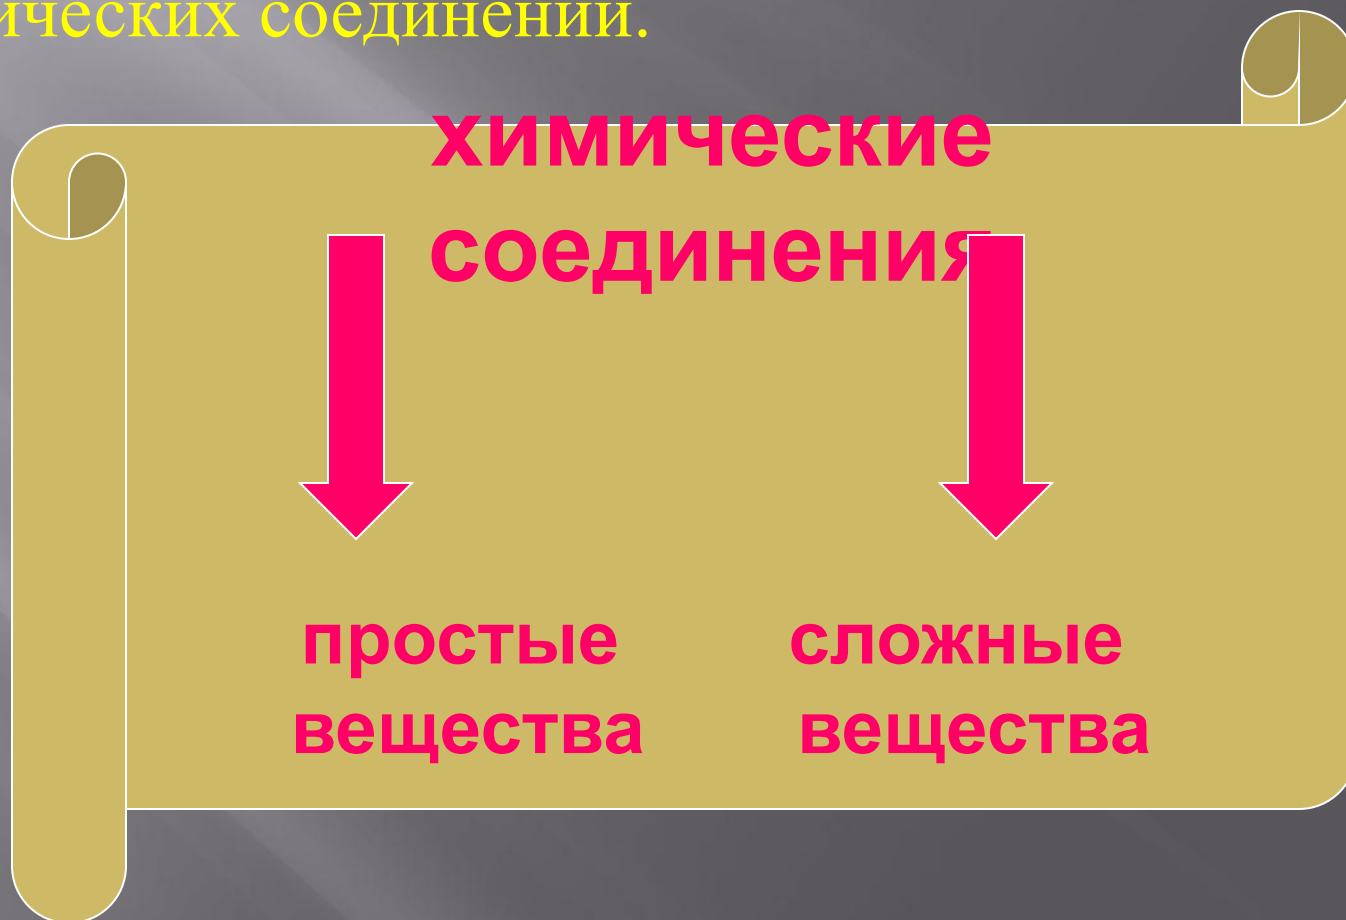 ических соединений.
химические
соединения
простые сложные
вещества вещества